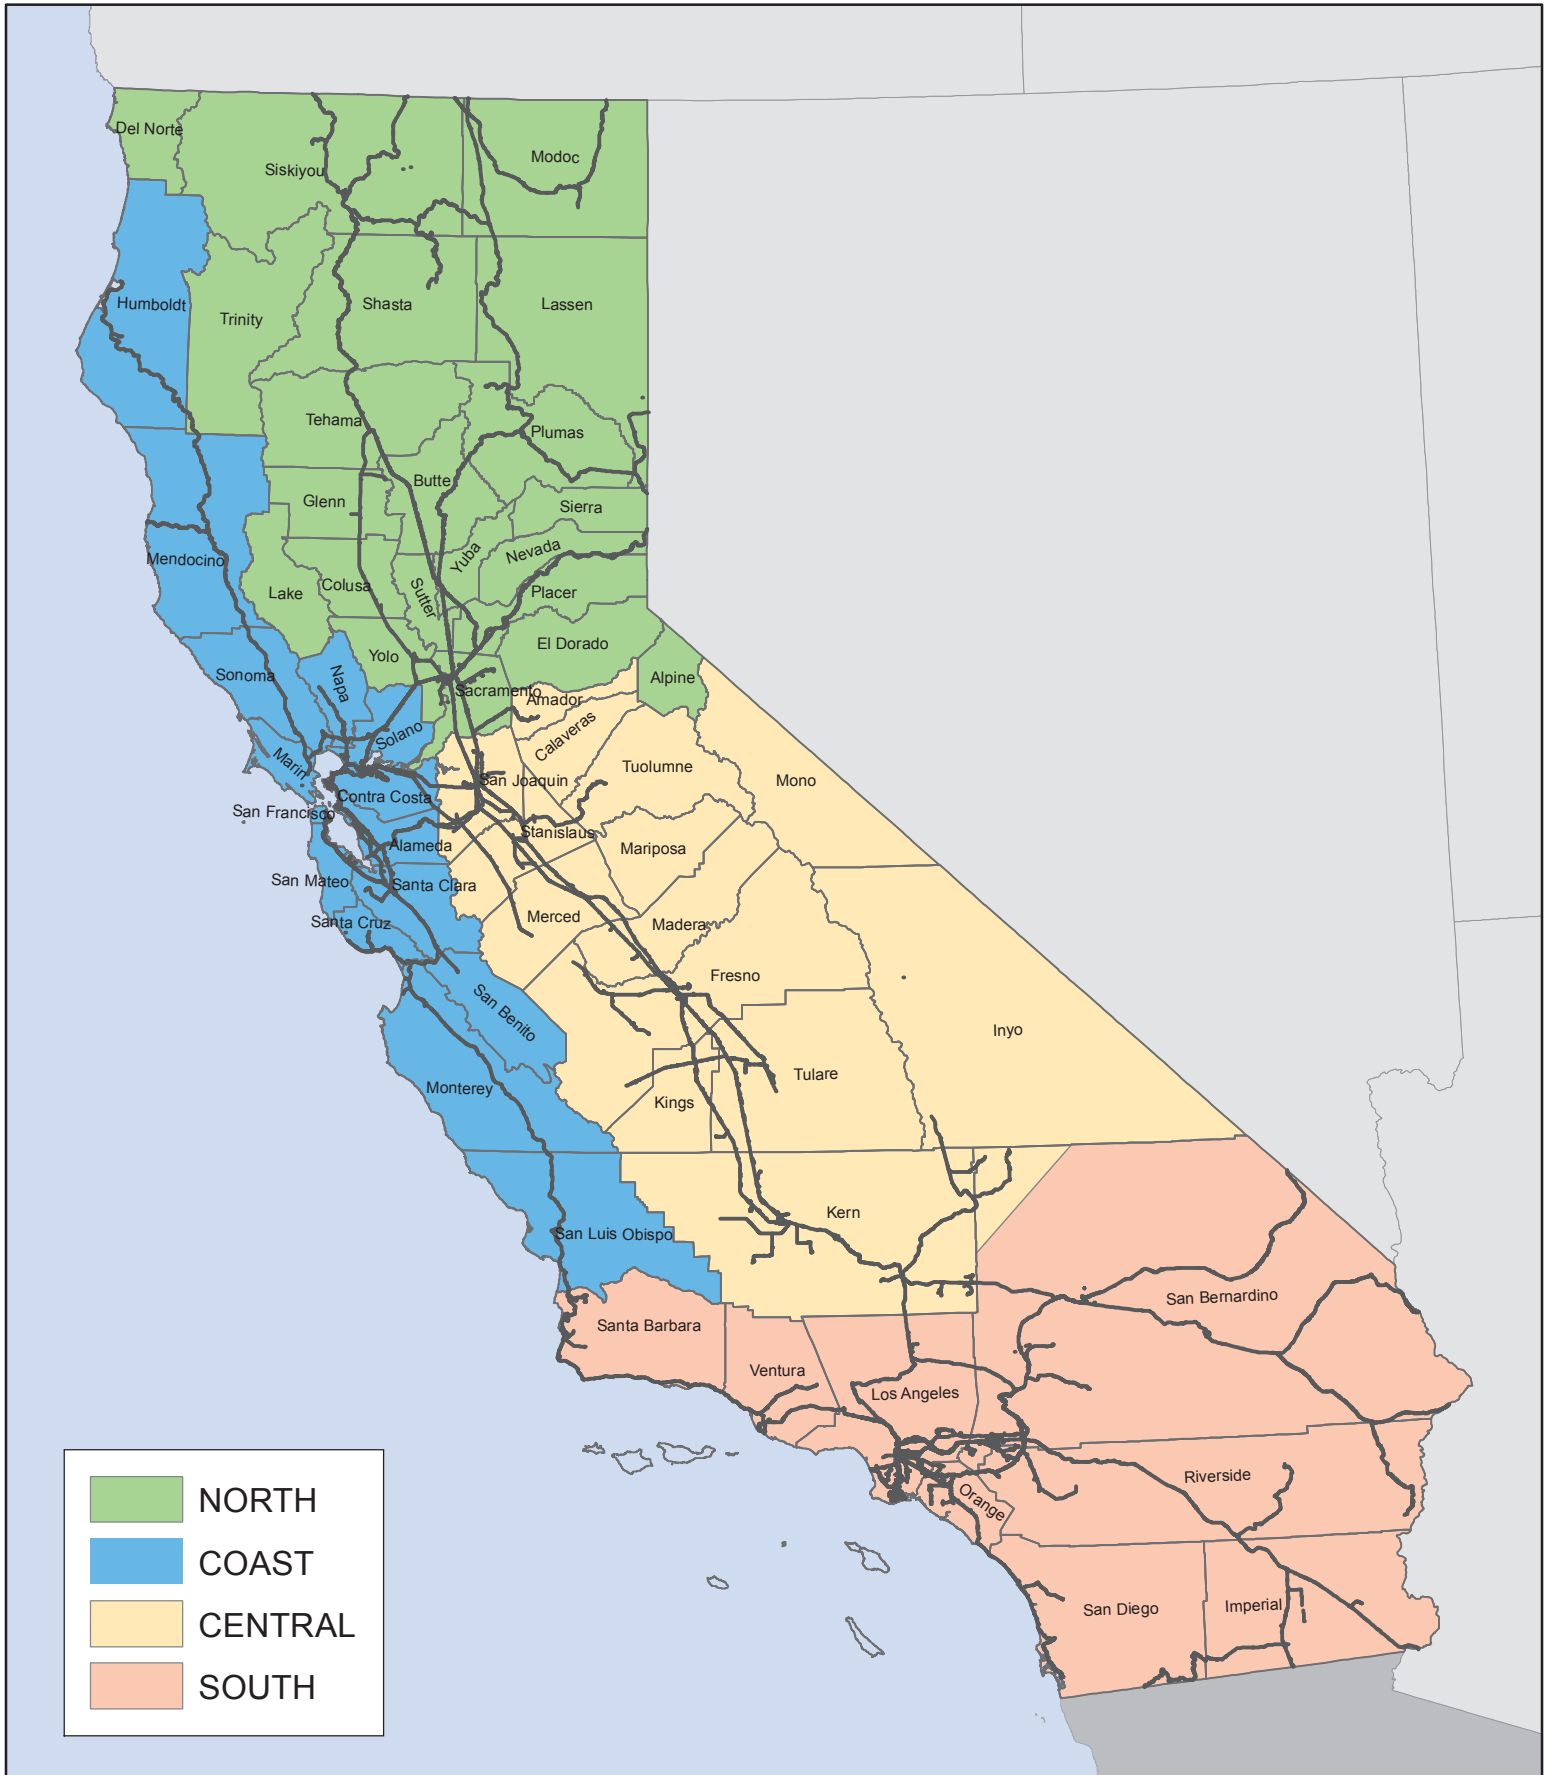 Del Norte
Siskiyou
Modoc
Humboldt
Trinity
Shasta
Lassen
Tehama
Plumas
Butte
Glenn
Sierra
Mendocino
Yuba
Nevada
Lake
Colusa
Sutter
Placer
El Dorado
Yolo
Sonoma
Napa
Sacramento
Alpine
Amador
Solano
Calaveras
Marin
Tuolumne
San Joaquin
Mono
Contra Costa
San Francisco
Stanislaus
Alameda
Mariposa
San Mateo
Santa Clara
Santa Cruz
Merced
Madera
Fresno
San Benito
Inyo
Monterey
Tulare
Kings
Kern
San Luis Obispo
San Bernardino
Santa Barbara
Ventura
Los Angeles
Riverside
Orange
San Diego
Imperial
NORTH
COAST
CENTRAL
SOUTH